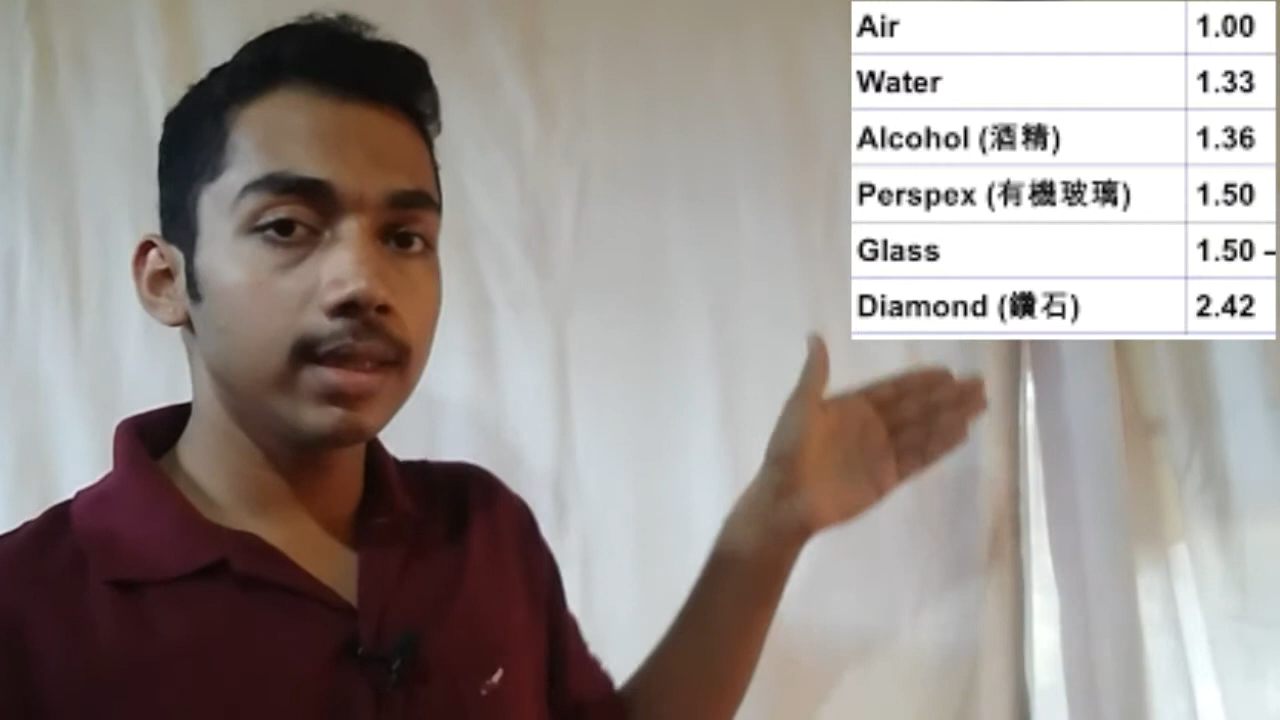 Air 1.00
Water 1.33
Alcohol (酒精) 1.36
Perspex (有機玻璃) 1.50
Glass 1.50 –
Diamond (鑽石) 2.42